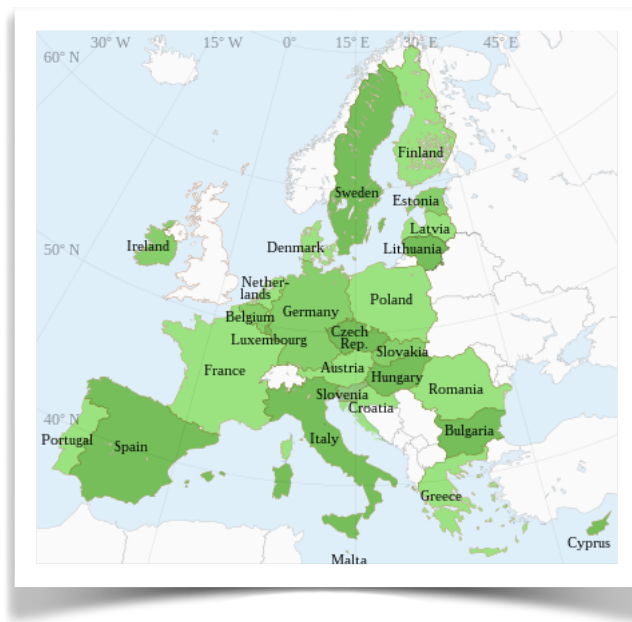 30° W
15° W
0°
15° E
30° E
45° E
60° N
Finland
Sweden
Estonia
Latvia
Ireland
Denmark
Lithuania
50° N
Nether-
lands
Poland
Belgium
Germany
Czech
Rep.
Luxembourg
Slovakia
France
Austria
Hungary
Romania
Slovenia
Croatia
40° N
Portugal
Spain
Italy
Bulgaria
Greece
Cyprus
Malta